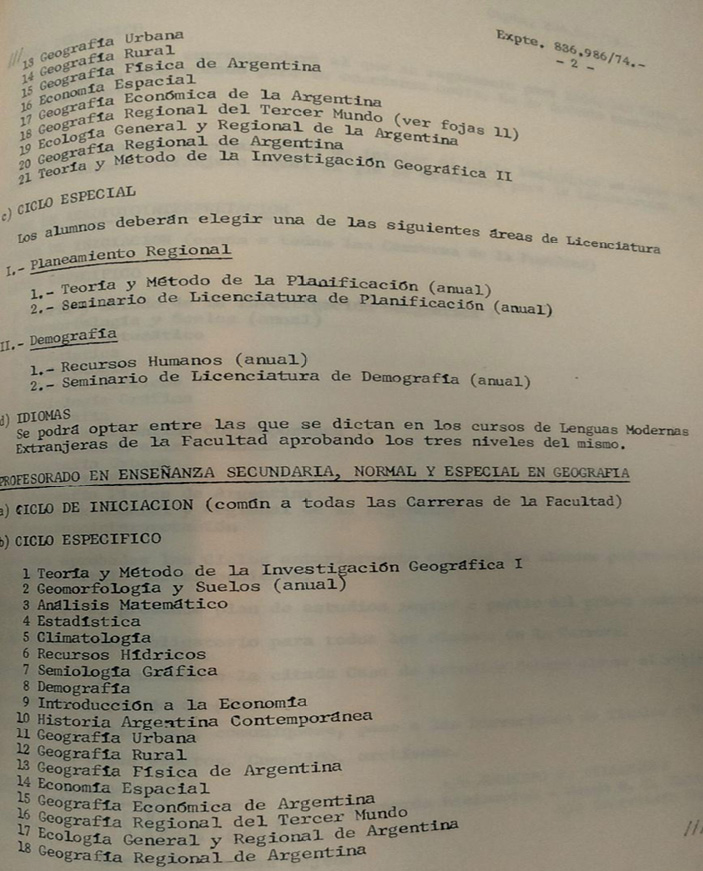 Expte. 836.986/74.-
- 2 -
///
13 Geografía Urbana
14 Geografía Rural
15 Geografía Física de Argentina
16 Economía Espacial
17 Geografía Económica de la Argentina
18 Geografía Regional del Tercer Mundo (ver fojas 11)
19 Ecología General y Regional de la Argentina
20 Geografía Regional de Argentina
21 Teoría y Método de la Investigación Geográfica II
c) CICLO ESPECIAL
Los alumnos deberán elegir una de las siguientes áreas de Licenciatura
I.- Planeamiento Regional
1.- Teoría y Método de la Planificación (anual)
2.- Seminario de Licenciatura de Planificación (anual)
II.- Demografía
1.- Recursos Humanos (anual)
2.- Seminario de Licenciatura de Demografía (anual)
d) IDIOMAS
Se podrá optar entre las que se dictan en los cursos de Lenguas Modernas
Extranjeras de la Facultad aprobando los tres niveles del mismo.
PROFESORADO EN ENSEÑANZA SECUNDARIA, NORMAL Y ESPECIAL EN GEOGRAFIA
a) CICLO DE INICIACION (común a todas las Carreras de la Facultad)
b) CICLO ESPECIFICO
1 Teoría y Método de la Investigación Geográfica I
2 Geomorfología y Suelos (anual)
3 Análisis Matemático
4 Estadística
5 Climatología
6 Recursos Hídricos
7 Semiología Gráfica
8 Demografía
9 Introducción a la Economía
10 Historia Argentina Contemporánea
11 Geografía Urbana
12 Geografía Rural
13 Geografía Física de Argentina
14 Economía Espacial
15 Geografía Económica de Argentina
16 Geografía Regional del Tercer Mundo
17 Ecología General y Regional de Argentina
18 Geografía Regional de Argentina
///